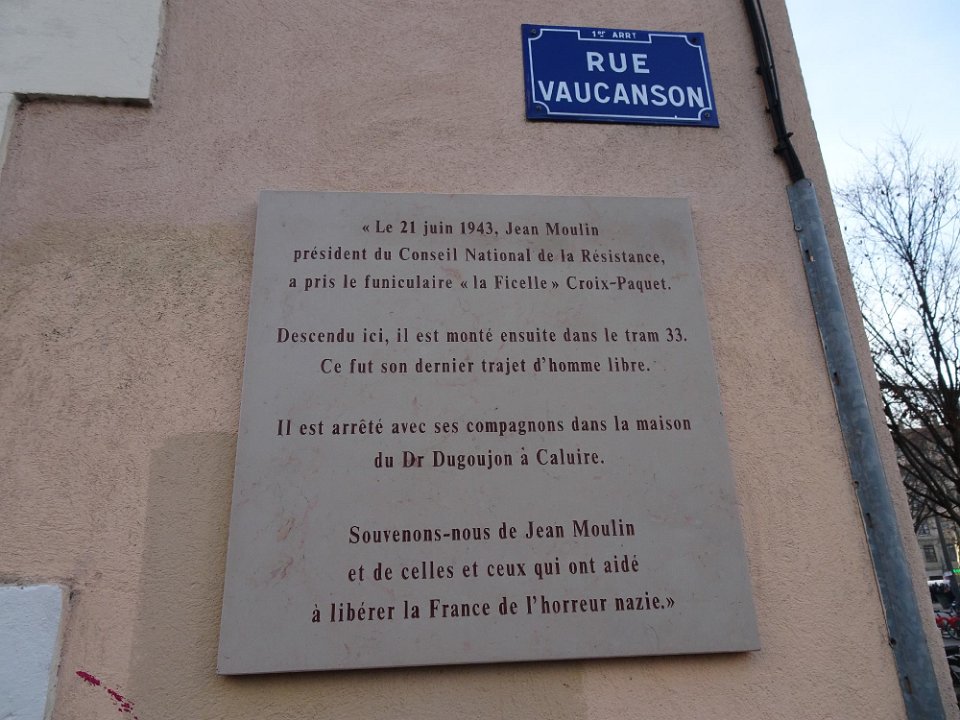 1er ARRT
RUE
VAUCANSON
« Le 21 juin 1943, Jean Moulin
président du Conseil National de la Résistance,
a pris le funiculaire « la Ficelle » Croix-Paquet.
Descendu ici, il est monté ensuite dans le tram 33.
Ce fut son dernier trajet d'homme libre.
Il est arrêté avec ses compagnons dans la maison
du Dr Dugoujon à Caluire.
Souvenons-nous de Jean Moulin
et de celles et ceux qui ont aidé
à libérer la France de l'horreur nazie.»